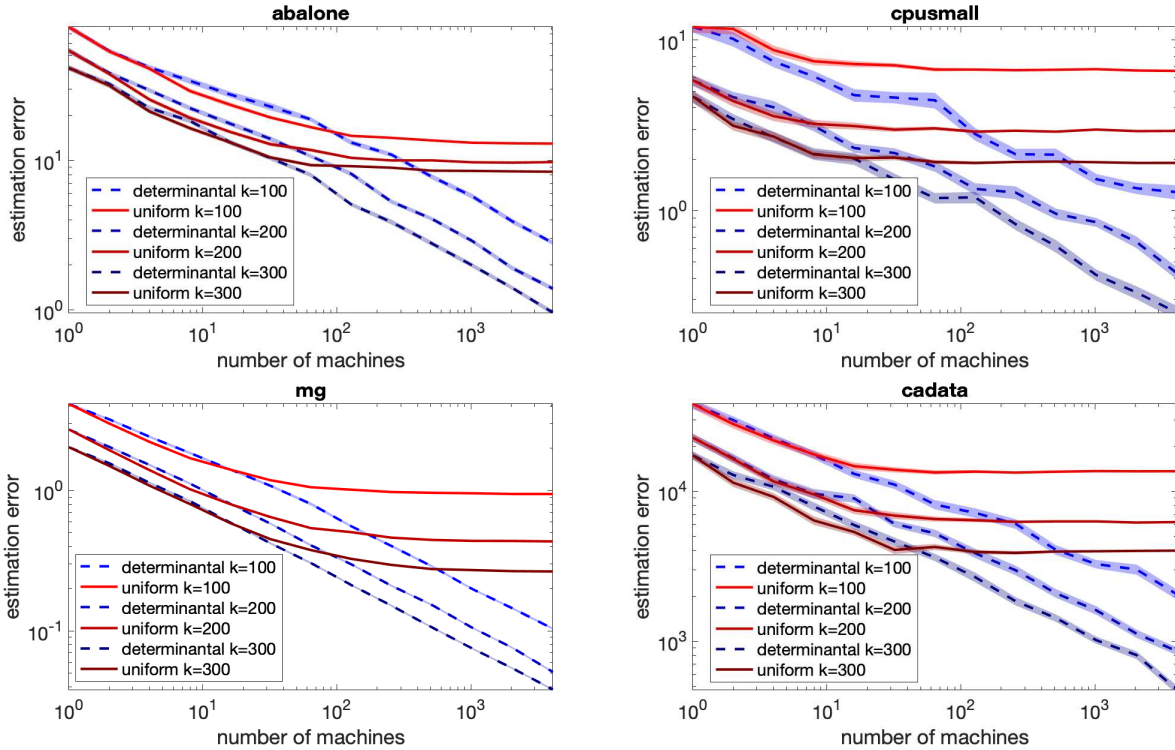 abalone
estimation error
10¹
10⁰
determinantal k=100
uniform k=100
determinantal k=200
uniform k=200
determinantal k=300
uniform k=300
10⁰ 10¹ 10² 10³
number of machines
cpusmall
estimation error
10¹
10⁰
determinantal k=100
uniform k=100
determinantal k=200
uniform k=200
determinantal k=300
uniform k=300
10⁰ 10¹ 10² 10³
number of machines
mg
estimation error
10⁰
10⁻¹
determinantal k=100
uniform k=100
determinantal k=200
uniform k=200
determinantal k=300
uniform k=300
10⁰ 10¹ 10² 10³
number of machines
cadata
estimation error
10⁴
10³
determinantal k=100
uniform k=100
determinantal k=200
uniform k=200
determinantal k=300
uniform k=300
10⁰ 10¹ 10² 10³
number of machines